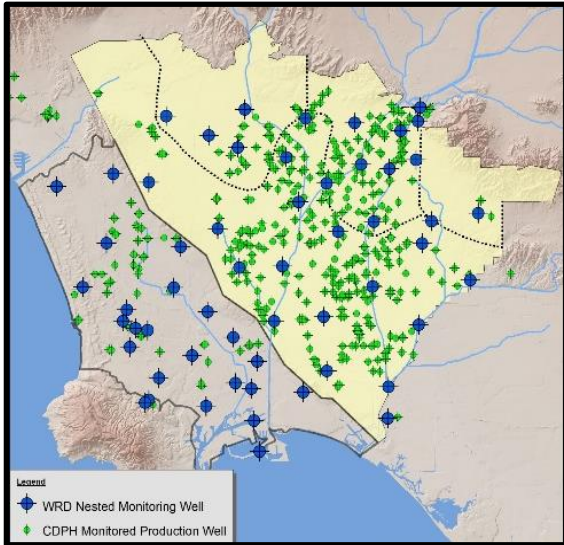 Legend
WRD Nested Monitoring Well
CDPH Monitored Production Well